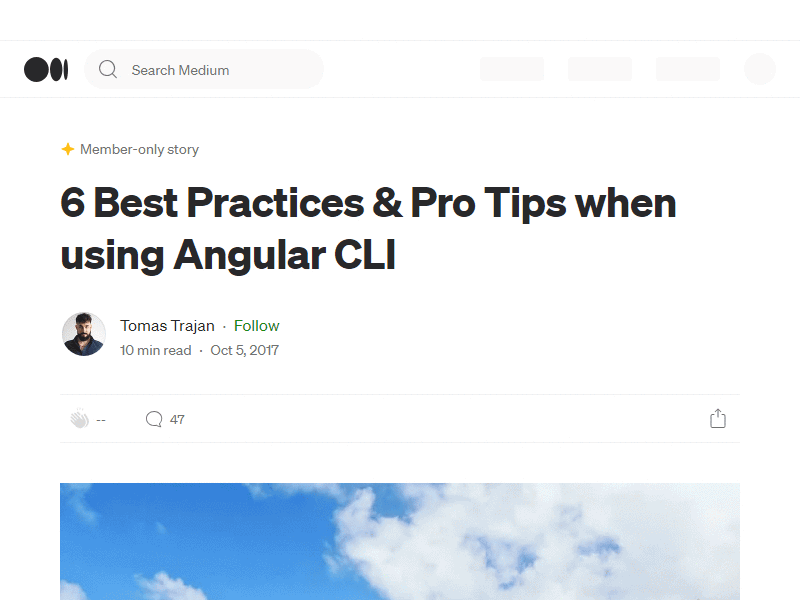 Search Medium
Member-only story
6 Best Practices & Pro Tips when
using Angular CLI
Tomas Trajan · Follow
10 min read · Oct 5, 2017
-- 47